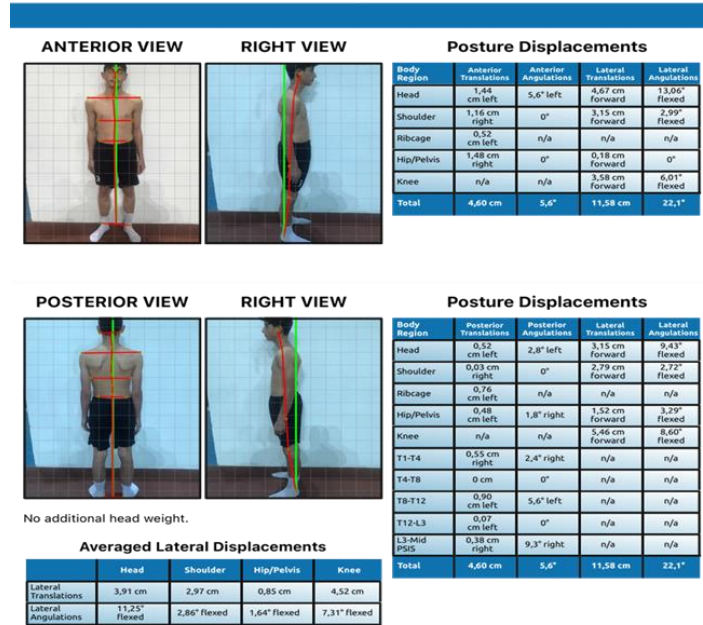 ANTERIOR VIEW RIGHT VIEW Posture Displacements
Body Region Anterior Translations Anterior Angulations Lateral Translations Lateral Angulations
Head 1,44 cm left 5,6° left 4,67 cm forward 13,06° flexed
Shoulder 1,16 cm right 0° 3,15 cm forward 2,99° flexed
Ribcage 0,52 cm left n/a n/a n/a
Hip/Pelvis 1,48 cm right 0° 0,18 cm forward 0°
Knee n/a n/a 3,58 cm forward 6,01° flexed
Total 4,60 cm 5,6° 11,58 cm 22,1°
POSTERIOR VIEW RIGHT VIEW Posture Displacements
Body Region Posterior Translations Posterior Angulations Lateral Translations Lateral Angulations
Head 0,52 cm left 2,8° left 3,15 cm forward 9,43° flexed
Shoulder 0,03 cm right 0° 2,79 cm forward 2,72° flexed
Ribcage 0,76 cm left n/a n/a n/a
Hip/Pelvis 0,48 cm left 1,8° right 1,52 cm forward 3,29° flexed
Knee n/a n/a 5,46 cm forward 8,60° flexed
T1-T4 0,55 cm right 2,4° right n/a n/a
T4-T8 0 cm 0° n/a n/a
T8-T12 0,90 cm left 5,6° left n/a n/a
T12-L3 0,07 cm left 0° n/a n/a
L3-Mid PSIS 0,38 cm right 9,3° right n/a n/a
Total 4,60 cm 5,6° 11,58 cm 22,1°
No additional head weight.
Averaged Lateral Displacements
Head Shoulder Hip/Pelvis Knee
Lateral Translations 3,91 cm 2,97 cm 0,85 cm 4,52 cm
Lateral Angulations 11,25° flexed 2,86° flexed 1,64° flexed 7,31° flexed